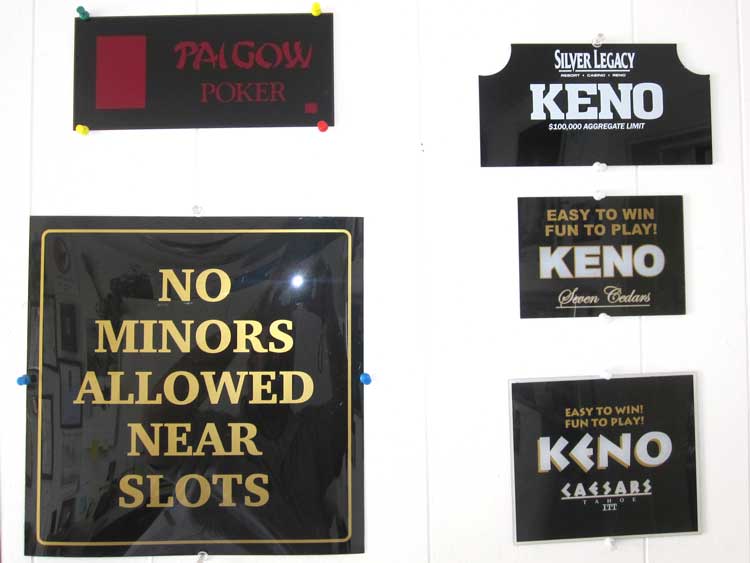 PAI GOW
POKER
NO
MINORS
ALLOWED
NEAR
SLOTS
SILVER LEGACY
RESORT • CASINO • RENO
KENO
$100,000 AGGREGATE LIMIT
EASY TO WIN
FUN TO PLAY!
KENO
Seven Cedars
EASY TO WIN!
FUN TO PLAY!
KENO
CAESARS
TAHOE
ITT